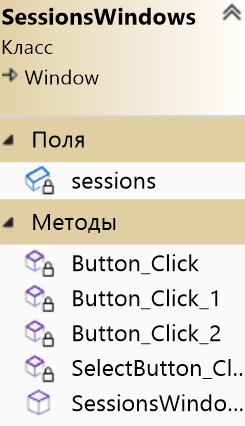 SessionsWindows
Класс
Window
Поля
sessions
Методы
Button_Click
Button_Click_1
Button_Click_2
SelectButton_Cl...
SessionsWindo...